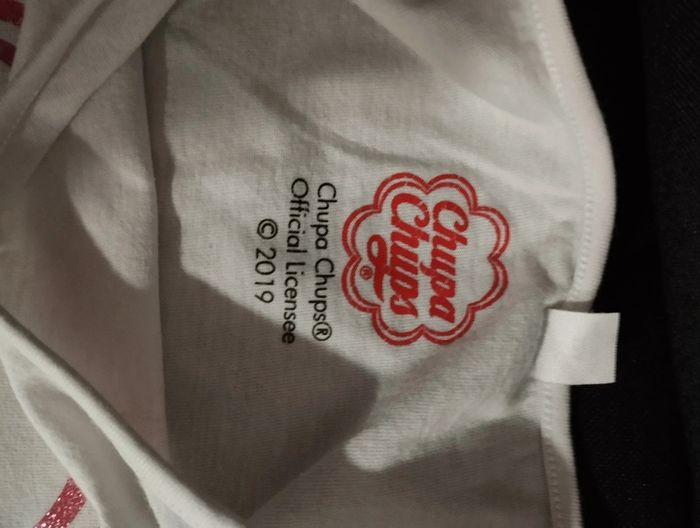 Chupa
Chups
®
Chupa Chups®
Official Licensee
© 2019